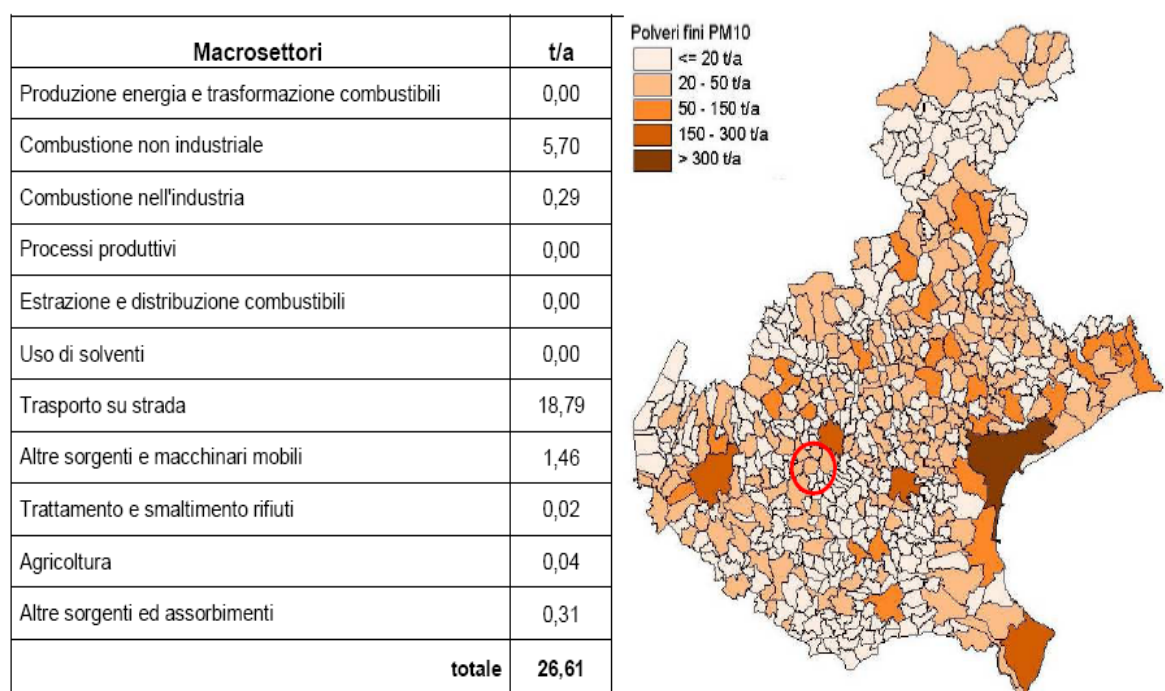 Macrosettori t/a
Produzione energia e trasformazione combustibili 0,00
Combustione non industriale 5,70
Combustione nell'industria 0,29
Processi produttivi 0,00
Estrazione e distribuzione combustibili 0,00
Uso di solventi 0,00
Trasporto su strada 18,79
Altre sorgenti e macchinari mobili 1,46
Trattamento e smaltimento rifiuti 0,02
Agricoltura 0,04
Altre sorgenti ed assorbimenti 0,31
totale 26,61
Polveri fini PM10
<= 20 t/a
20 - 50 t/a
50 - 150 t/a
150 - 300 t/a
> 300 t/a